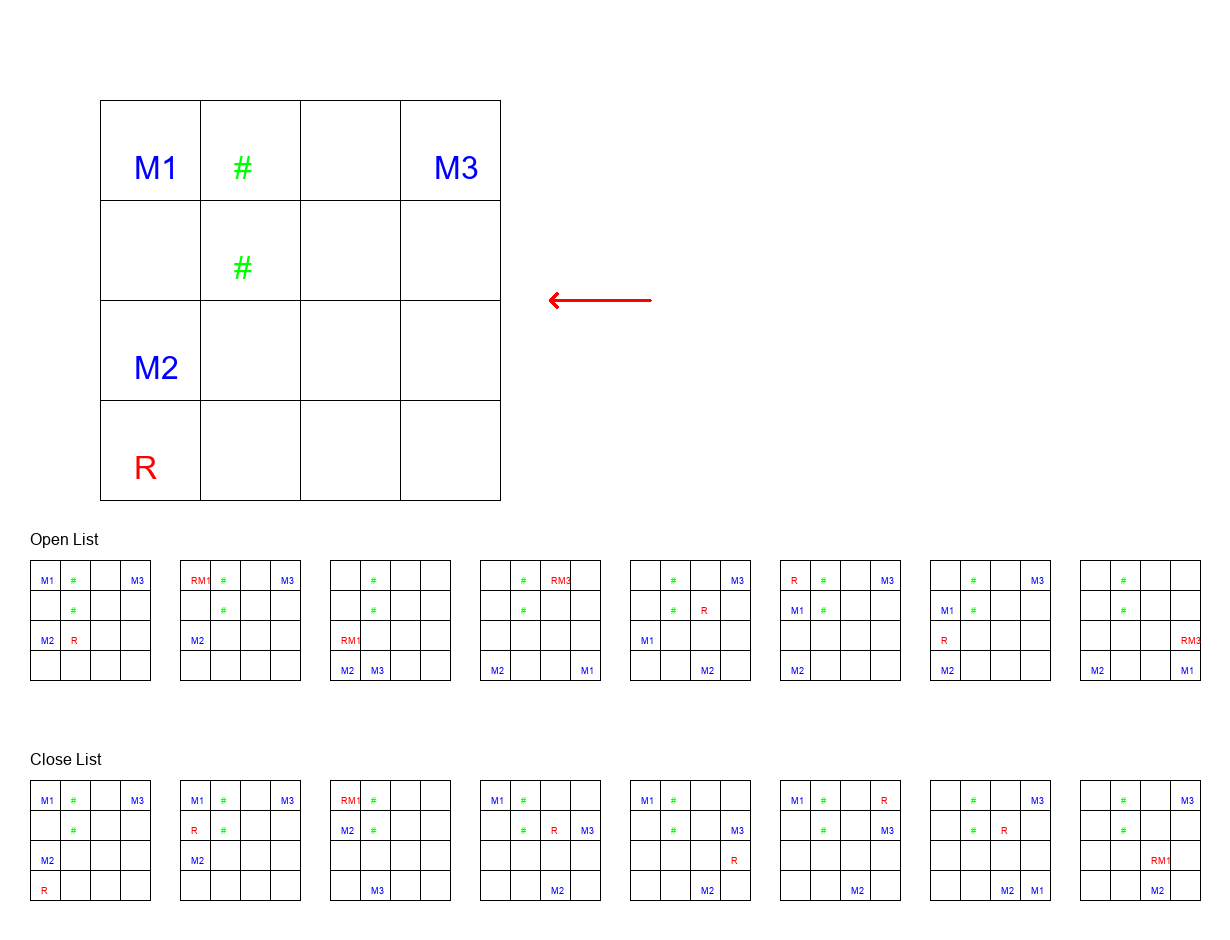 M1 # M3
#
M2
R
Open List
M1 # M3 RM1 # M3 # # RM3 # M3 R # M3 # M3 #
# # # # # R M1 # M1 # #
M2 R M2 RM1 M1 R RM3
M2 M3 M2 M1 M2 M2 M2 M2 M1
Close List
M1 # M3 M1 # M3 RM1 # M1 # M1 # M1 # R # M3 # M3
# R # M2 # # R M3 # M3 # M3 # R #
M2 M2 R RM1
R M3 M2 M2 M2 M2 M1 M2